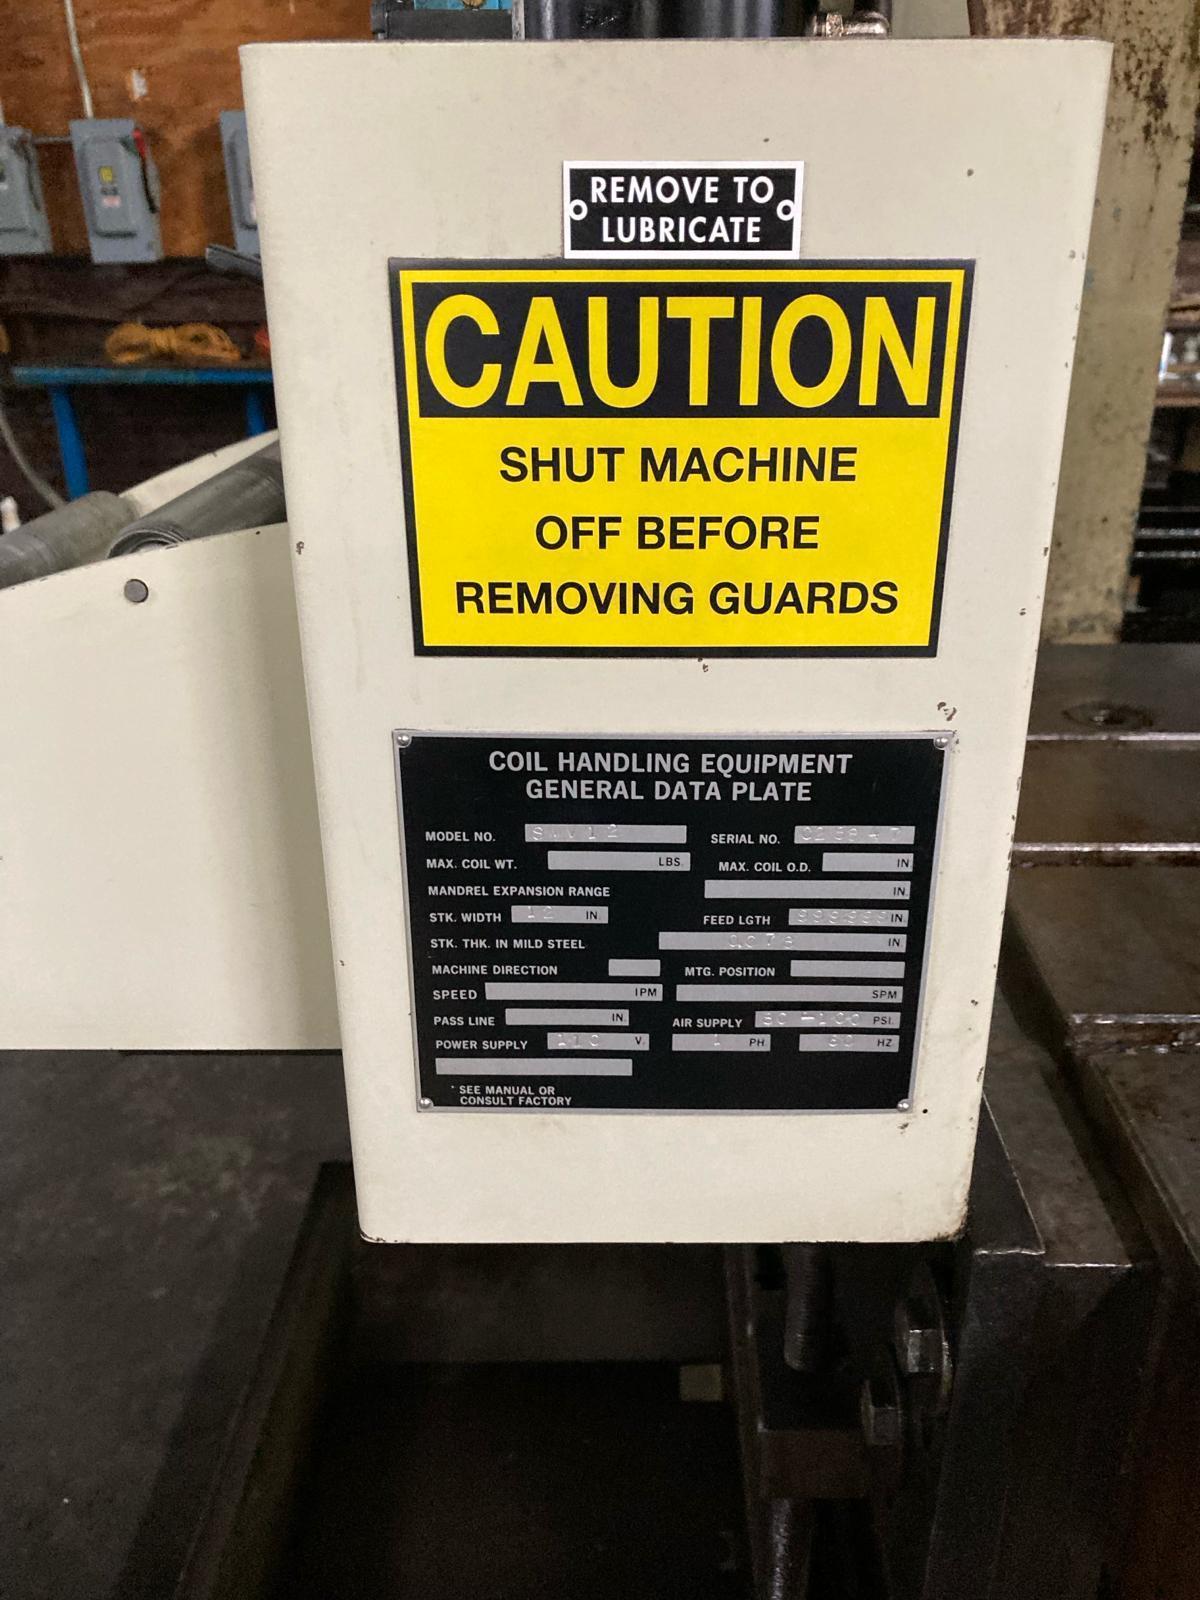 REMOVE TO
LUBRICATE
CAUTION
SHUT MACHINE
OFF BEFORE
REMOVING GUARDS
COIL HANDLING EQUIPMENT
GENERAL DATA PLATE
MODEL NO. SERIAL NO.
MAX. COIL WT. LBS. MAX. COIL O.D. IN
MANDREL EXPANSION RANGE IN.
STK. WIDTH 12 IN. FEED LGTH IN
STK. THK. IN MILD STEEL IN
MACHINE DIRECTION MTG. POSITION
SPEED IPM SPM
PASS LINE IN. AIR SUPPLY PSI.
POWER SUPPLY 110 V. 1 PH. 60 HZ
* SEE MANUAL OR
CONSULT FACTORY